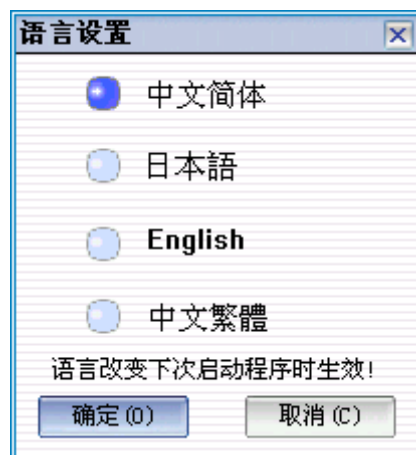 语言设置
中文简体
日本語
English
中文繁體
语言改变下次启动程序时生效!
确定(O) 取消(C)